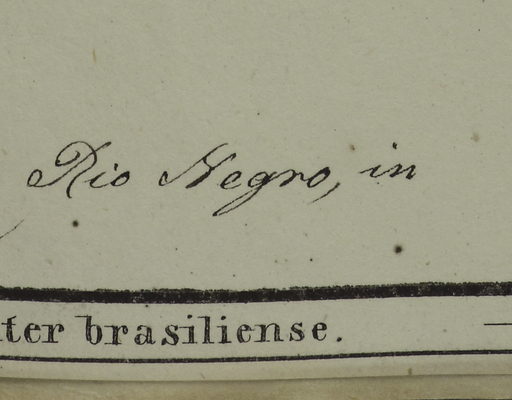 Rio Negro, in
ter brasiliense.